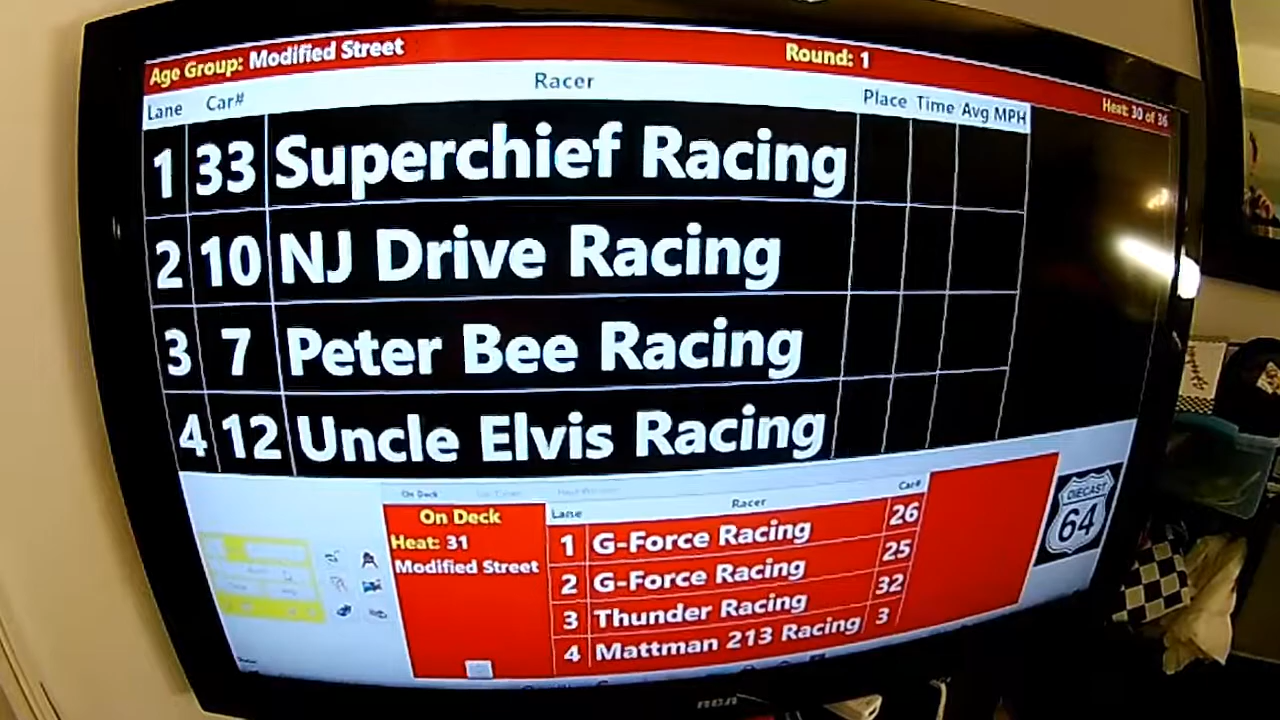 Age Group: Modified Street Round: 1 Heat: 30 of 36
Lane Car# Racer Place Time Avg MPH
1 33 Superchief Racing
2 10 NJ Drive Racing
3 7 Peter Bee Racing
4 12 Uncle Elvis Racing
On Deck
On Deck
Heat: 31
Modified Street
Lane Racer Car#
1 G-Force Racing 26
2 G-Force Racing 25
3 Thunder Racing 32
4 Mattman 213 Racing 3
DIECAST
64
RCA